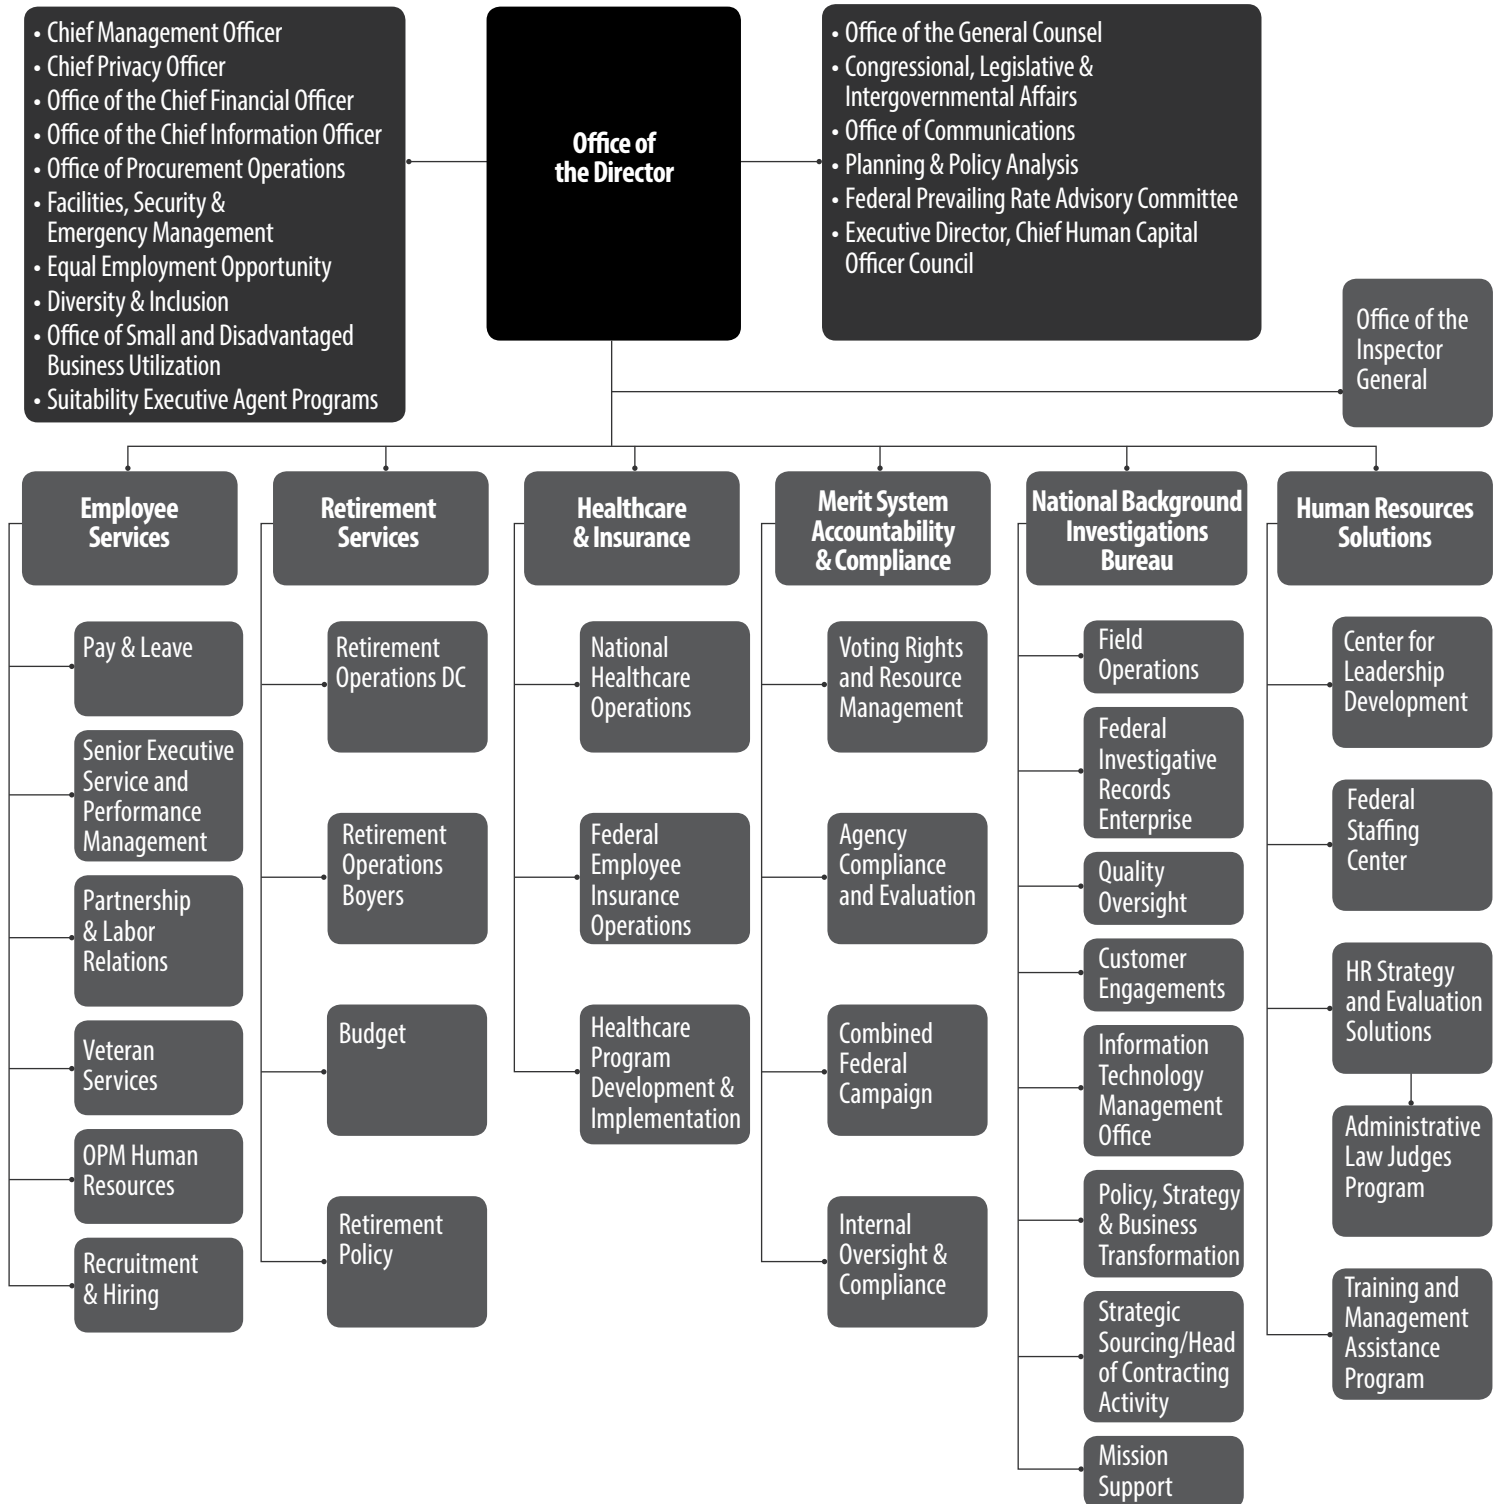 • Chief Management Officer
• Chief Privacy Officer
• Office of the Chief Financial Officer
• Office of the Chief Information Officer
• Office of Procurement Operations
• Facilities, Security &
Emergency Management
• Equal Employment Opportunity
• Diversity & Inclusion
• Office of Small and Disadvantaged
Business Utilization
• Suitability Executive Agent Programs
Office of
the Director
• Office of the General Counsel
• Congressional, Legislative &
Intergovernmental Affairs
• Office of Communications
• Planning & Policy Analysis
• Federal Prevailing Rate Advisory Committee
• Executive Director, Chief Human Capital
Officer Council
Office of the
Inspector
General
Employee
Services
Pay & Leave
Senior Executive
Service and
Performance
Management
Partnership
& Labor
Relations
Veteran
Services
OPM Human
Resources
Recruitment
& Hiring
Retirement
Services
Retirement
Operations DC
Retirement
Operations
Boyers
Budget
Retirement
Policy
Healthcare
& Insurance
National
Healthcare
Operations
Federal
Employee
Insurance
Operations
Healthcare
Program
Development &
Implementation
Merit System
Accountability
& Compliance
Voting Rights
and Resource
Management
Agency
Compliance
and Evaluation
Combined
Federal
Campaign
Internal
Oversight &
Compliance
National Background
Investigations
Bureau
Field
Operations
Federal
Investigative
Records
Enterprise
Quality
Oversight
Customer
Engagements
Information
Technology
Management
Office
Policy, Strategy
& Business
Transformation
Strategic
Sourcing/Head
of Contracting
Activity
Mission
Support
Human Resources
Solutions
Center for
Leadership
Development
Federal
Staffing
Center
HR Strategy
and Evaluation
Solutions
Administrative
Law Judges
Program
Training and
Management
Assistance
Program